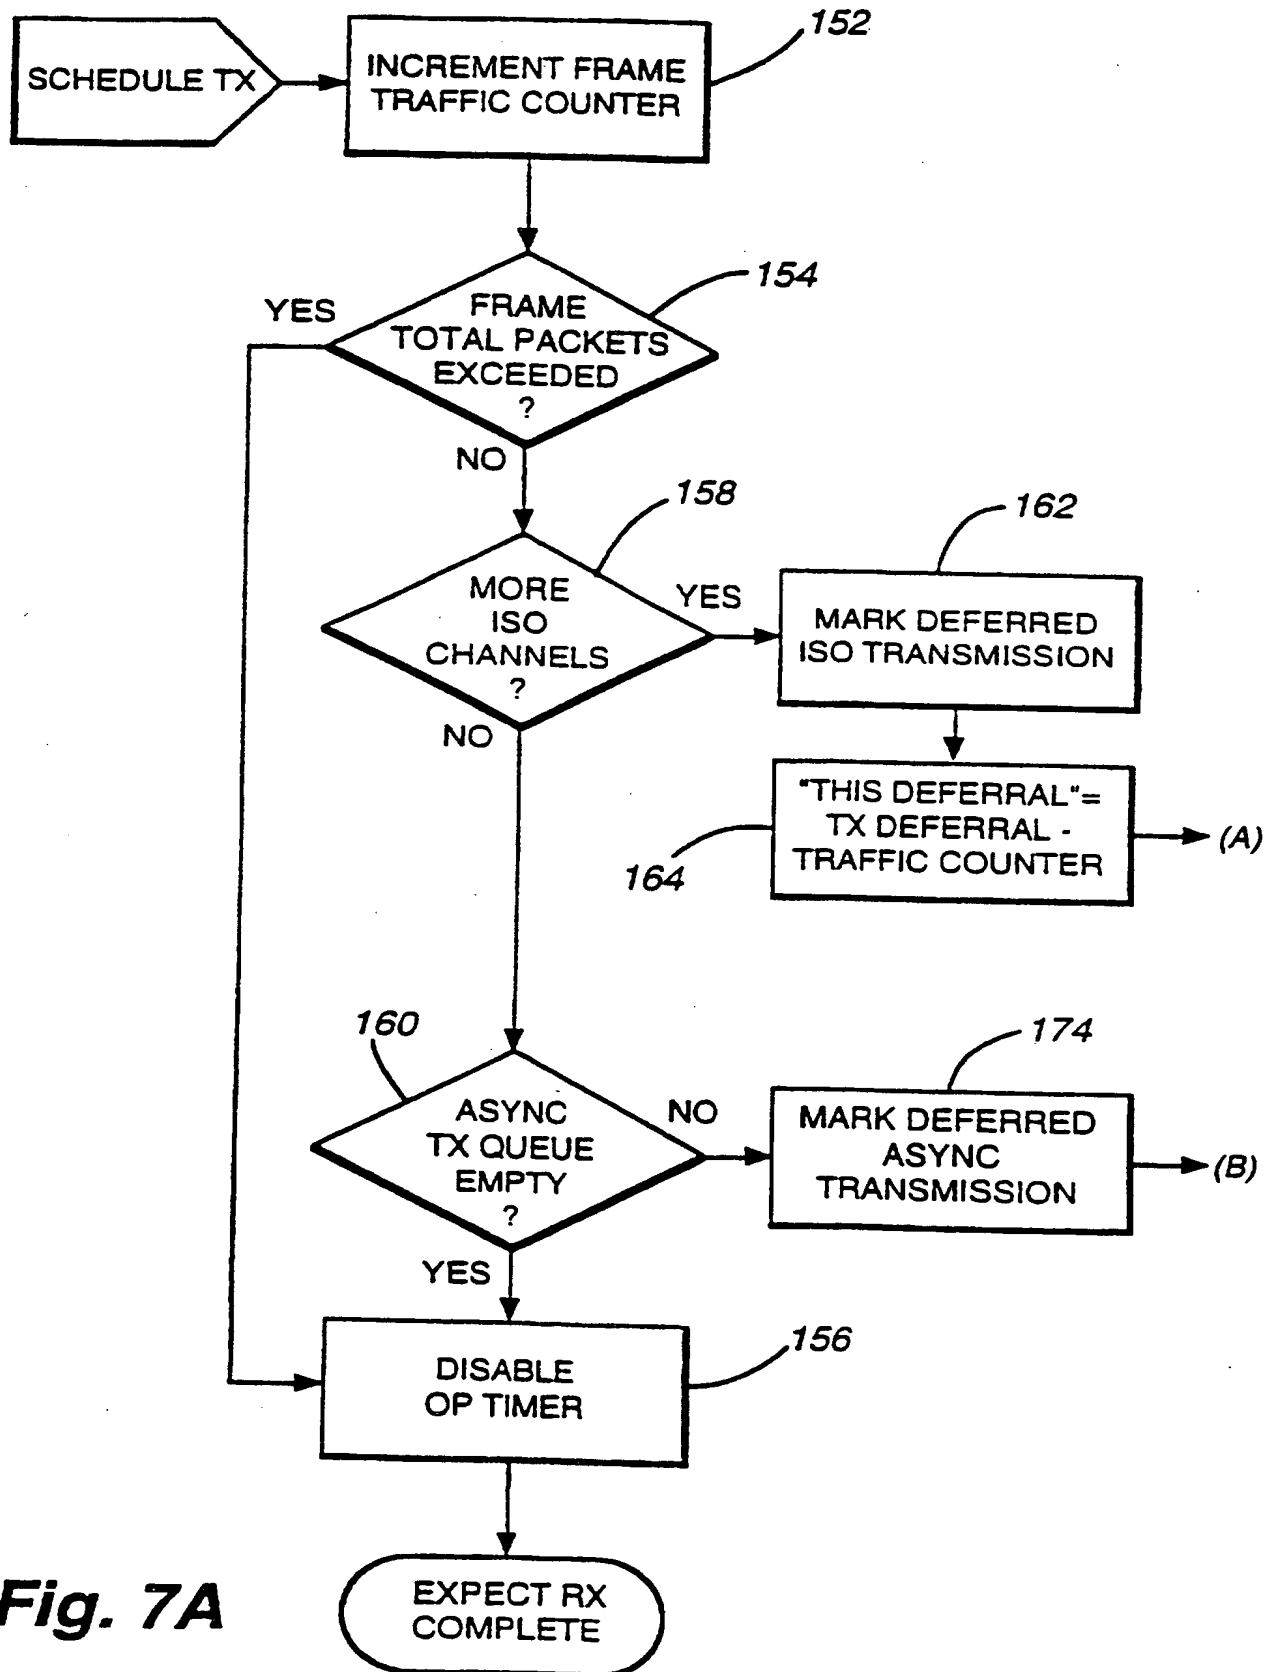 SCHEDULE TX
INCREMENT FRAME
TRAFFIC COUNTER
152
FRAME
TOTAL PACKETS
EXCEEDED
?
154
YES
NO
MORE
ISO
CHANNELS
?
158
YES
NO
MARK DEFERRED
ISO TRANSMISSION
162
"THIS DEFERRAL"=
TX DEFERRAL -
TRAFFIC COUNTER
164
(A)
ASYNC
TX QUEUE
EMPTY
?
160
NO
YES
MARK DEFERRED
ASYNC
TRANSMISSION
174
(B)
DISABLE
OP TIMER
156
EXPECT RX
COMPLETE
Fig. 7A